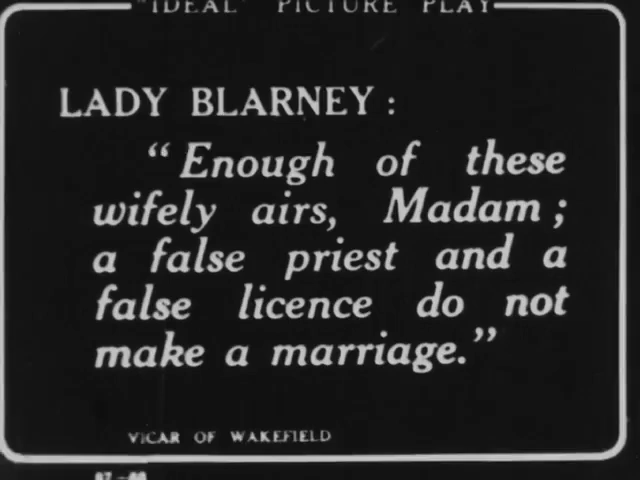 "IDEAL" PICTURE PLAY
LADY BLARNEY:
"Enough of these
wifely airs, Madam;
a false priest and a
false licence do not
make a marriage."
VICAR OF WAKEFIELD